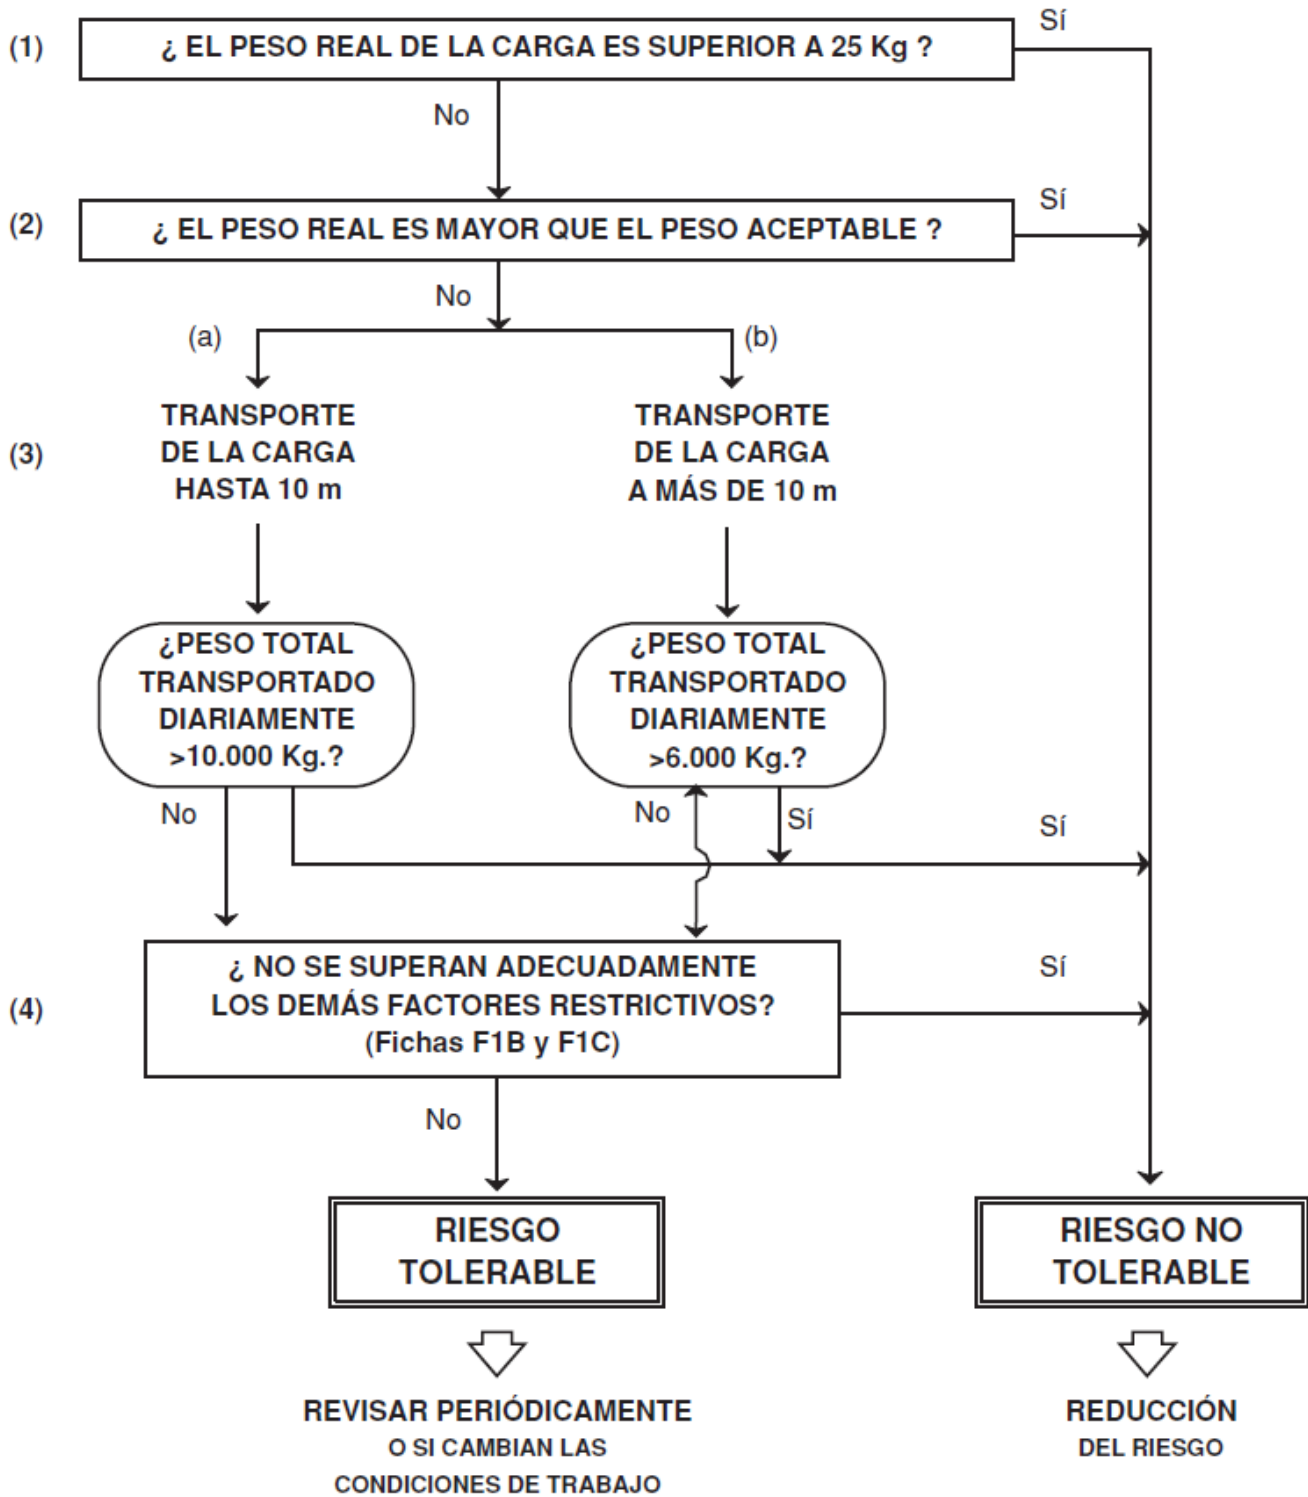 Sí
(1)
¿ EL PESO REAL DE LA CARGA ES SUPERIOR A 25 Kg ?
No
Sí
(2)
¿ EL PESO REAL ES MAYOR QUE EL PESO ACEPTABLE ?
No
(a)
(b)
(3)
TRANSPORTE
DE LA CARGA
HASTA 10 m
TRANSPORTE
DE LA CARGA
A MÁS DE 10 m
¿PESO TOTAL
TRANSPORTADO
DIARIAMENTE
>10.000 Kg.?
¿PESO TOTAL
TRANSPORTADO
DIARIAMENTE
>6.000 Kg.?
No
No
Sí
Sí
(4)
¿ NO SE SUPERAN ADECUADAMENTE
LOS DEMÁS FACTORES RESTRICTIVOS?
(Fichas F1B y F1C)
Sí
No
RIESGO
TOLERABLE
RIESGO NO
TOLERABLE
REVISAR PERIÓDICAMENTE
O SI CAMBIAN LAS
CONDICIONES DE TRABAJO
REDUCCIÓN
DEL RIESGO